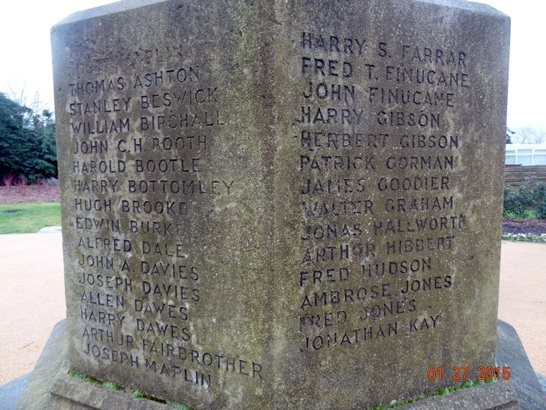 THOMAS ASHTON
STANLEY BESWICK
WILLIAM BIRCHALL
JOHN C.H. BOOTH
HAROLD BOOTLE
HARRY BOTTOMLEY
HUGH BROOKE
EDWIN BURKE
ALFRED DALE
JOHN A. DAVIES
JOSEPH DAVIES
ALLEN DAWES
HARRY DAWES
ARTHUR FAIRBROTHER
JOSEPH MAPLIN
HARRY S. FARRAR
FRED T. FINUCANE
JOHN FINUCANE
HARRY GIBSON
HERBERT GIBSON
PATRICK GORMAN
JAMES GOODIER
WALTER GRAHAM
JONAS HALLWORTH
ARTHUR HIBBERT
FRED HUDSON
AMBROSE JONES
FRED JONES
JONATHAN KAY
01.27.2015